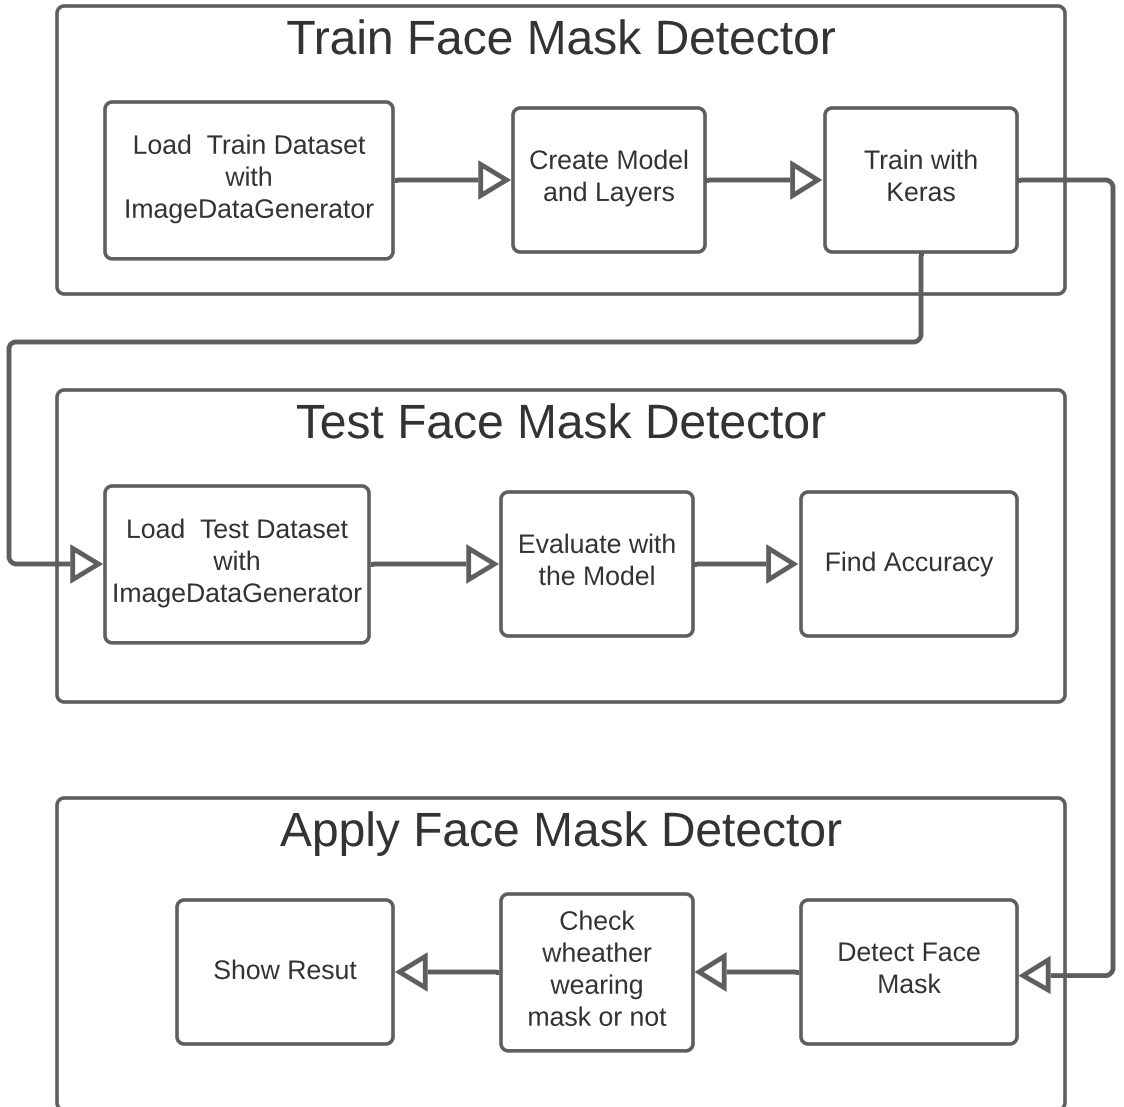 Train Face Mask Detector
Load  Train Dataset
with
ImageDataGenerator
Create Model
and Layers
Train with
Keras
Test Face Mask Detector
Load  Test Dataset
with
ImageDataGenerator
Evaluate with
the Model
Find Accuracy
Apply Face Mask Detector
Show Resut
Check
wheather
wearing
mask or not
Detect Face
Mask